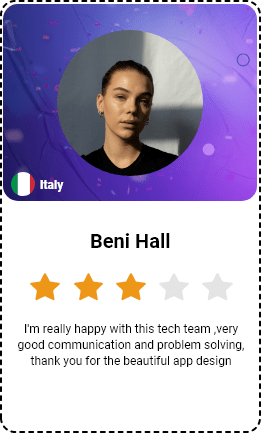 Italy
Beni Hall
I'm really happy with this tech team ,very
good communication and problem solving,
thank you for the beautiful app design